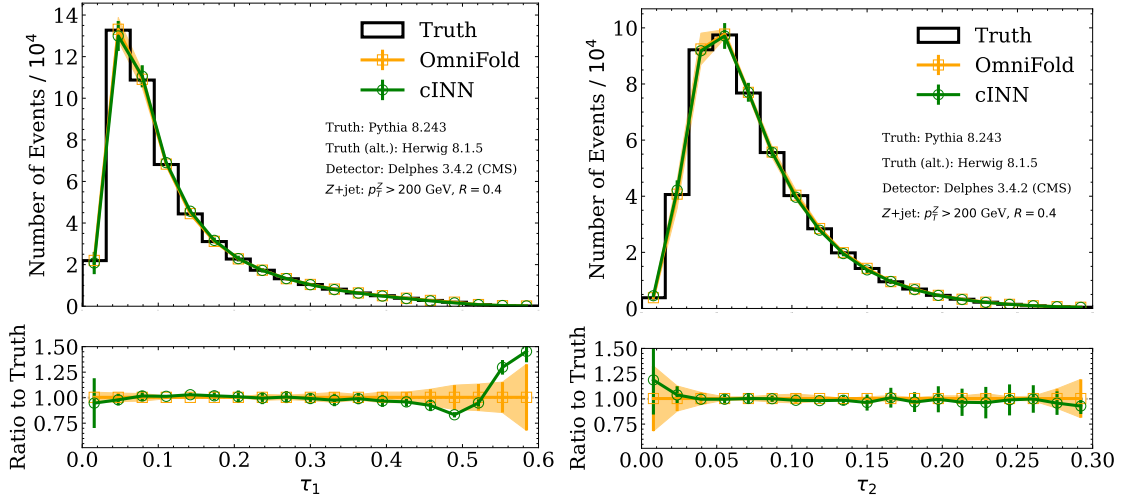 Number of Events / 10⁴
14
12
10
8
6
4
2
0
Truth
OmniFold
cINN
Truth: Pythia 8.243
Truth (alt.): Herwig 8.1.5
Detector: Delphes 3.4.2 (CMS)
Z+jet: p_T^Z > 200 GeV, R = 0.4
Ratio to Truth
1.50
1.25
1.00
0.75
0.0 0.1 0.2 0.3 0.4 0.5 0.6
τ₁
Number of Events / 10⁴
10
8
6
4
2
0
Truth
OmniFold
cINN
Truth: Pythia 8.243
Truth (alt.): Herwig 8.1.5
Detector: Delphes 3.4.2 (CMS)
Z+jet: p_T^Z > 200 GeV, R = 0.4
Ratio to Truth
1.50
1.25
1.00
0.75
0.00 0.05 0.10 0.15 0.20 0.25 0.30
τ₂